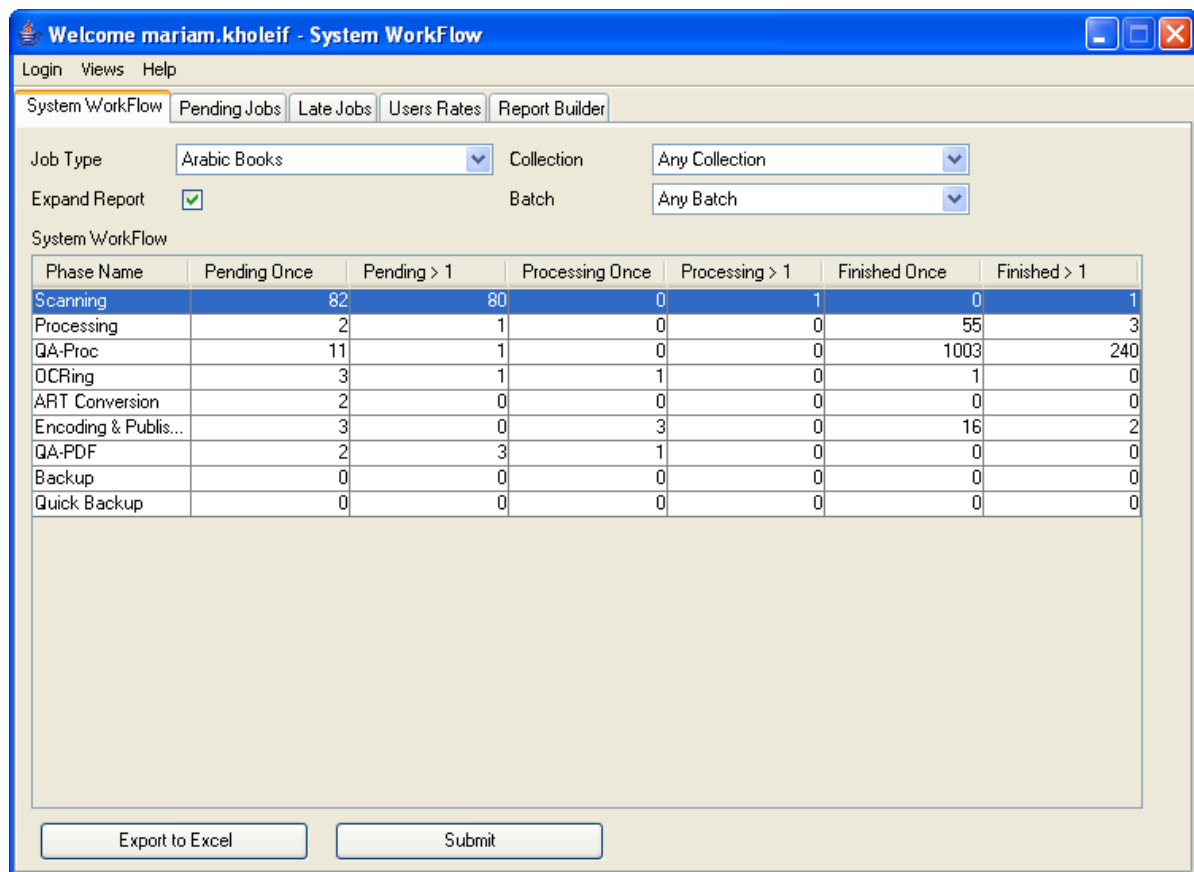 Welcome mariam.kholeif - System WorkFlow
Login Views Help
System WorkFlow Pending Jobs Late Jobs Users Rates Report Builder
Job Type Arabic Books Collection Any Collection
Expand Report Batch Any Batch
System WorkFlow
Phase Name Pending Once Pending > 1 Processing Once Processing > 1 Finished Once Finished > 1
Scanning 82 80 0 1 0 1
Processing 2 1 0 0 55 3
QA-Proc 11 1 0 0 1003 240
OCRing 3 1 1 0 1 0
ART Conversion 2 0 0 0 0 0
Encoding & Publis... 3 0 3 0 16 2
QA-PDF 2 3 1 0 0 0
Backup 0 0 0 0 0 0
Quick Backup 0 0 0 0 0 0
Export to Excel Submit